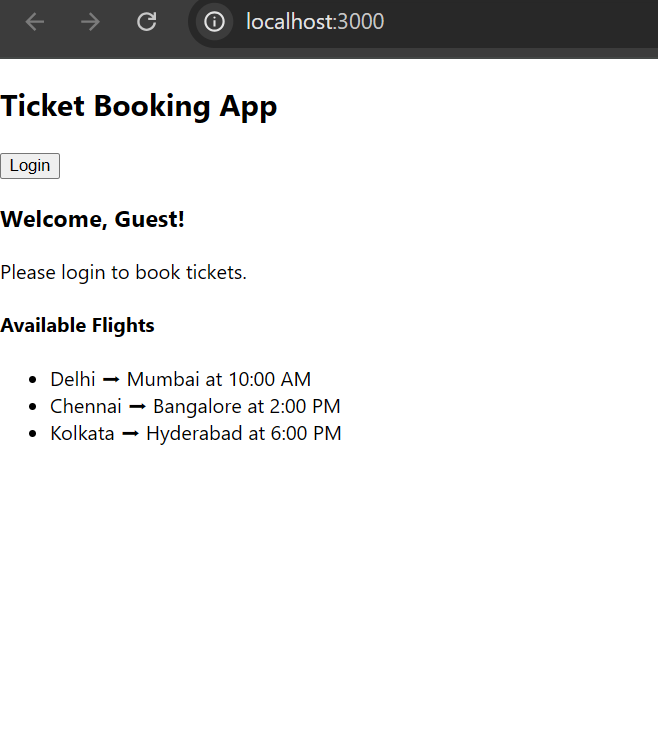 localhost:3000
Ticket Booking App
Login
Welcome, Guest!
Please login to book tickets.
Available Flights
Delhi ➡ Mumbai at 10:00 AM
Chennai ➡ Bangalore at 2:00 PM
Kolkata ➡ Hyderabad at 6:00 PM